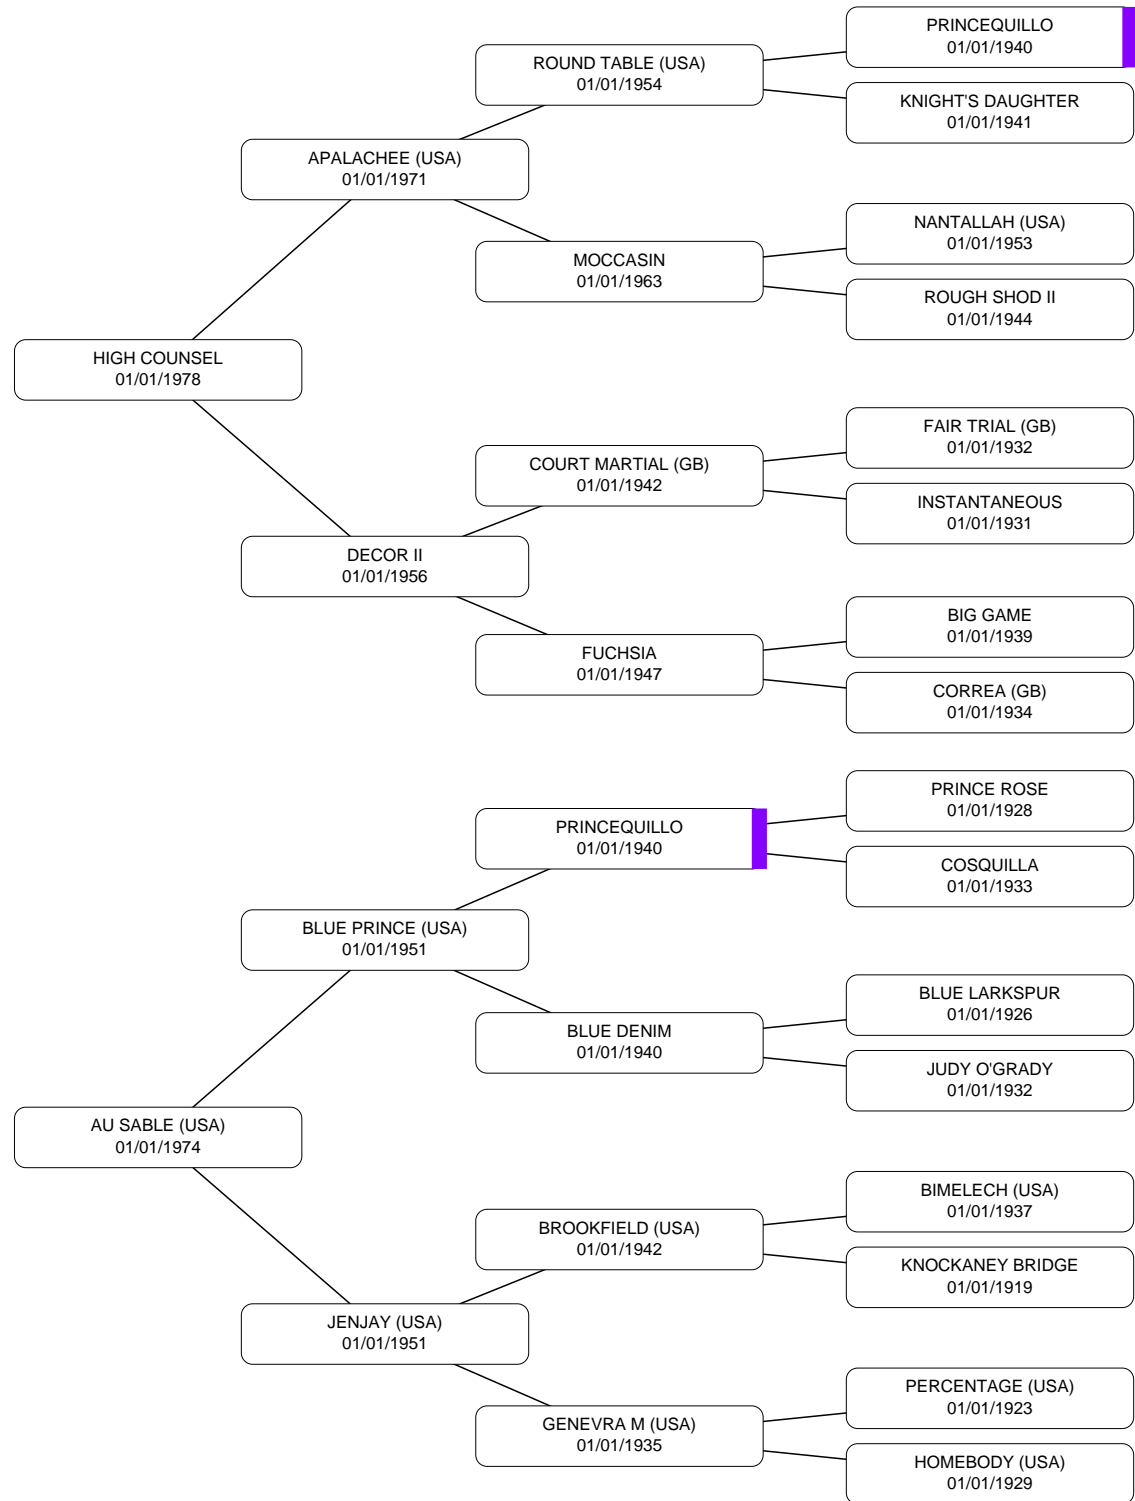 PRINCEQUILLO
01/01/1940
ROUND TABLE (USA)
01/01/1954
KNIGHT'S DAUGHTER
01/01/1941
APALACHEE (USA)
01/01/1971
NANTALLAH (USA)
01/01/1953
MOCCASIN
01/01/1963
ROUGH SHOD II
01/01/1944
HIGH COUNSEL
01/01/1978
FAIR TRIAL (GB)
01/01/1932
COURT MARTIAL (GB)
01/01/1942
INSTANTANEOUS
01/01/1931
DECOR II
01/01/1956
BIG GAME
01/01/1939
FUCHSIA
01/01/1947
CORREA (GB)
01/01/1934
PRINCE ROSE
01/01/1928
PRINCEQUILLO
01/01/1940
COSQUILLA
01/01/1933
BLUE PRINCE (USA)
01/01/1951
BLUE LARKSPUR
01/01/1926
BLUE DENIM
01/01/1940
JUDY O'GRADY
01/01/1932
AU SABLE (USA)
01/01/1974
BIMELECH (USA)
01/01/1937
BROOKFIELD (USA)
01/01/1942
KNOCKANEY BRIDGE
01/01/1919
JENJAY (USA)
01/01/1951
PERCENTAGE (USA)
01/01/1923
GENEVRA M (USA)
01/01/1935
HOMEBODY (USA)
01/01/1929